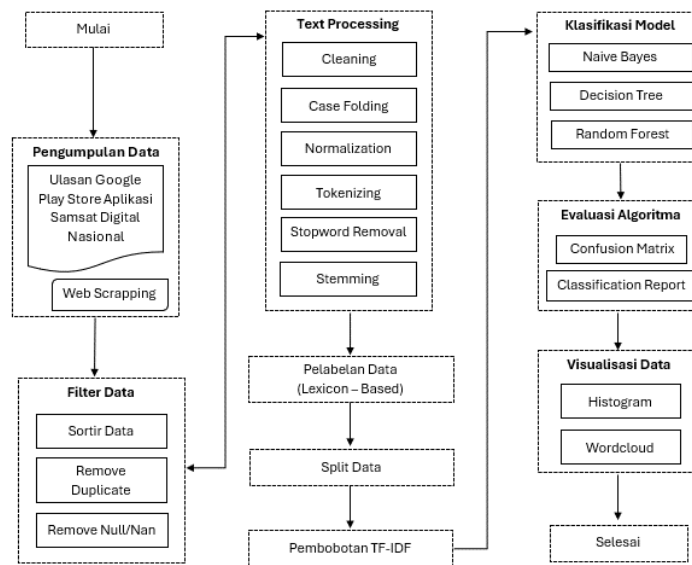 Mulai
Pengumpulan Data
Ulasan Google
Play Store Aplikasi
Samsat Digital
Nasional
Web Scrapping
Filter Data
Sortir Data
Remove
Duplicate
Remove Null/Nan
Text Processing
Cleaning
Case Folding
Normalization
Tokenizing
Stopword Removal
Stemming
Pelabelan Data
(Lexicon – Based)
Split Data
Pembobotan TF-IDF
Klasifikasi Model
Naive Bayes
Decision Tree
Random Forest
Evaluasi Algoritma
Confusion Matrix
Classification Report
Visualisasi Data
Histogram
Wordcloud
Selesai